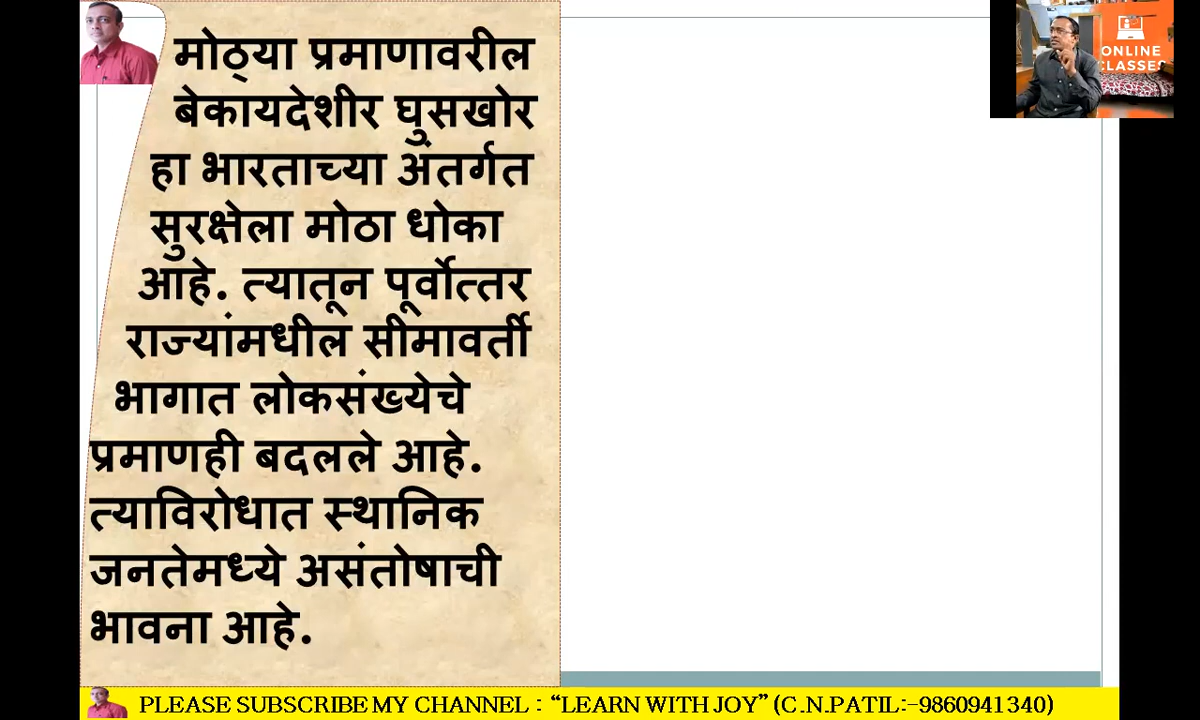 मोठ्या प्रमाणावरील
बेकायदेशीर घुसखोर
हा भारताच्या अंतर्गत
सुरक्षेला मोठा धोका
आहे. त्यातून पूर्वोत्तर
राज्यांमधील सीमावर्ती
भागात लोकसंख्येचे
प्रमाणही बदलले आहे.
त्याविरोधात स्थानिक
जनतेमध्ये असंतोषाची
भावना आहे.
ONLINE
CLASSES
PLEASE SUBSCRIBE MY CHANNEL : “LEARN WITH JOY” (C.N.PATIL:-9860941340)